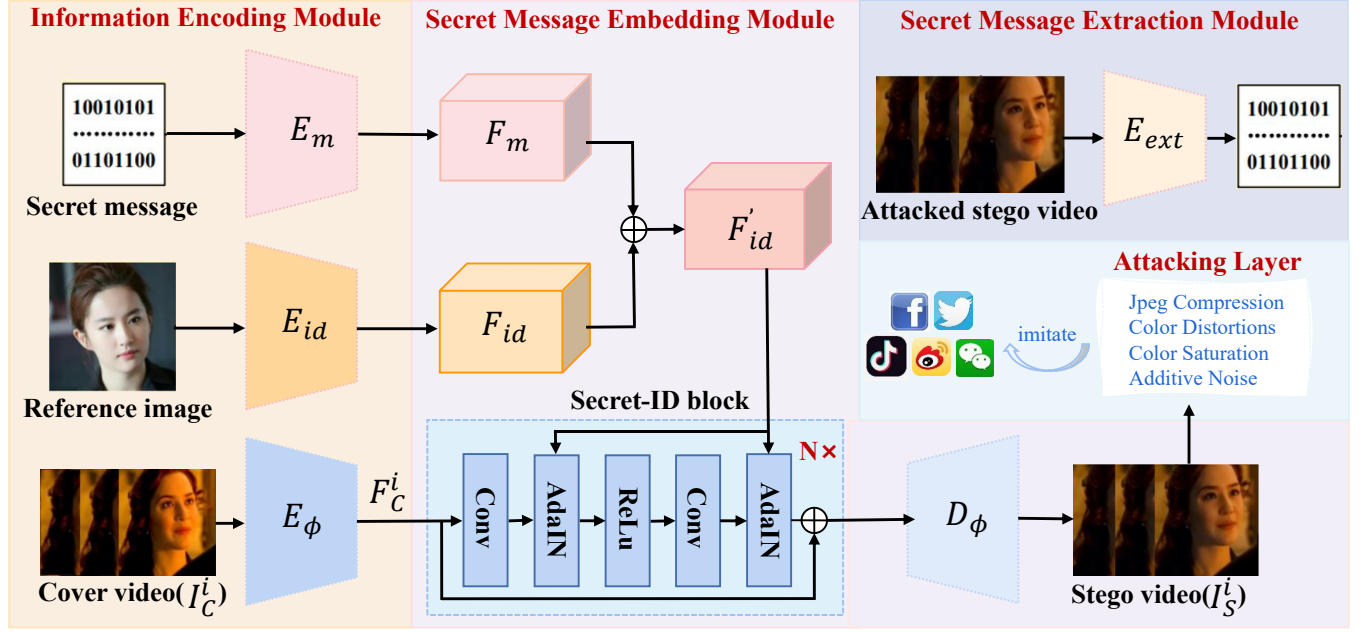 Information Encoding Module
10010101
............
01101100
Secret message
E_m
Reference image
E_id
Cover video(I_C^i)
E_ϕ
F_C^i
Secret Message Embedding Module
F_m
F_id
⊕
F'_id
Secret-ID block
N×
Conv
AdaIN
ReLu
Conv
AdaIN
⊕
D_ϕ
Stego video(I_S^i)
Attacking Layer
Jpeg Compression
Color Distortions
Color Saturation
Additive Noise
imitate
Secret Message Extraction Module
Attacked stego video
E_ext
10010101
............
01101100